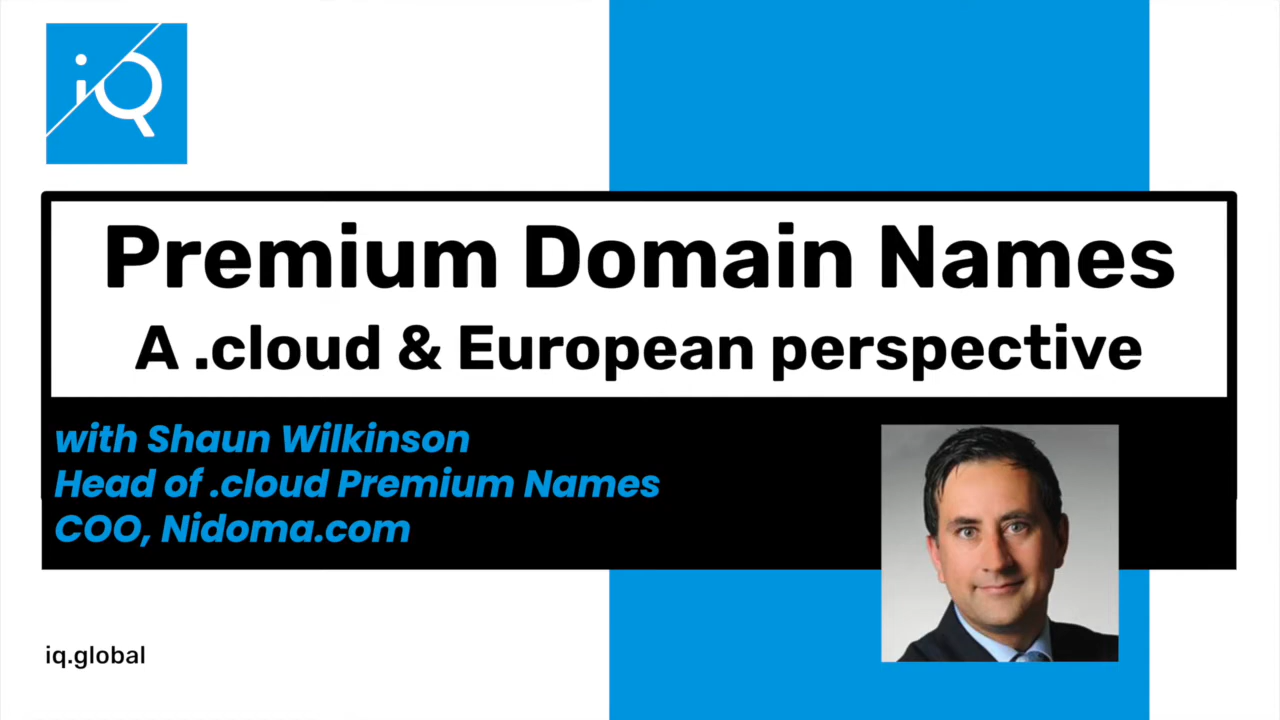 iQ
Premium Domain Names
A .cloud & European perspective
with Shaun Wilkinson
Head of .cloud Premium Names
COO, Nidoma.com
iq.global